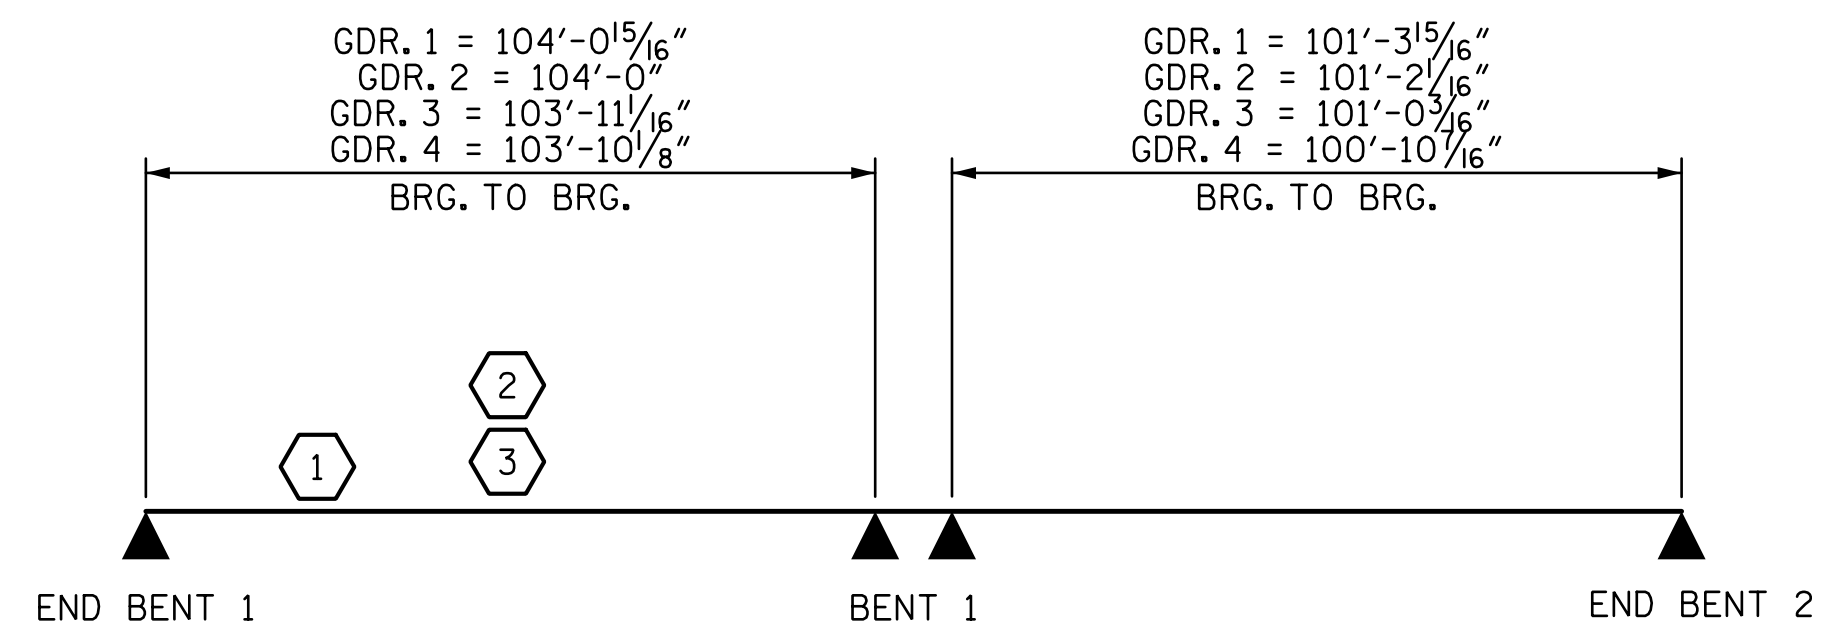 GDR. 1 = 104'-0 15/16"
GDR. 2 = 104'-0"
GDR. 3 = 103'-11 1/16"
GDR. 4 = 103'-10 1/8"
BRG. TO BRG.
GDR. 1 = 101'-3 15/16"
GDR. 2 = 101'-2 1/16"
GDR. 3 = 101'-0 3/16"
GDR. 4 = 100'-10 7/16"
BRG. TO BRG.
2
1
3
END BENT 1
BENT 1
END BENT 2